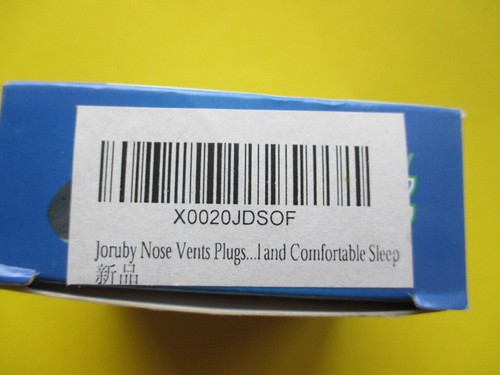 X0020JDSOF
Joruby Nose Vents Plugs...l and Comfortable Sleep
新品